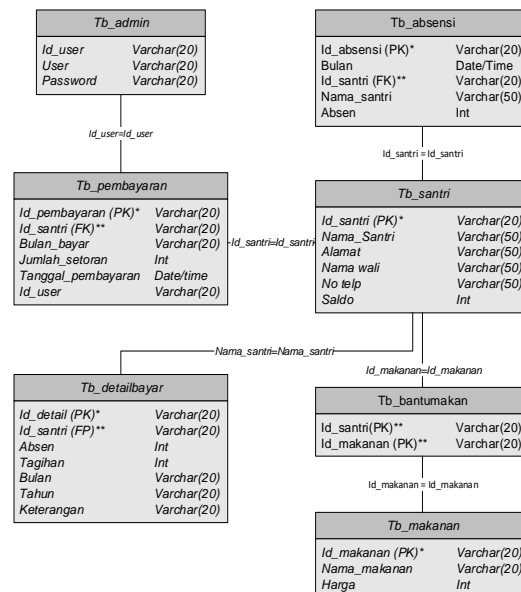 Tb_admin
Id_user Varchar(20)
User Varchar(20)
Password Varchar(20)
Id_user=Id_user
Tb_pembayaran
Id_pembayaran (PK)* Varchar(20)
Id_santri (FK)** Varchar(20)
Bulan_bayar Varchar(20)
Jumlah_setoran Int
Tanggal_pembayaran Date/time
Id_user Varchar(20)
Id_santri=Id_santri
Tb_absensi
Id_absensi (PK)* Varchar(20)
Bulan Date/Time
Id_santri (FK)** Varchar(20)
Nama_santri Varchar(50)
Absen Int
Id_santri = Id_santri
Tb_santri
Id_santri (PK)* Varchar(20)
Nama_Santri Varchar(50)
Alamat Varchar(50)
Nama wali Varchar(50)
No telp Varchar(50)
Saldo Int
Nama_santri=Nama_santri
Id_makanan=Id_makanan
Tb_detailbayar
Id_detail (PK)* Varchar(20)
Id_santri (FP)** Varchar(20)
Absen Int
Tagihan Int
Bulan Varchar(20)
Tahun Varchar(20)
Keterangan Varchar(20)
Tb_bantumakan
Id_santri(PK)** Varchar(20)
Id_makanan (PK)** Varchar(20)
Id_makanan = Id_makanan
Tb_makanan
Id_makanan (PK)* Varchar(20)
Nama_makanan Varchar(20)
Harga Int